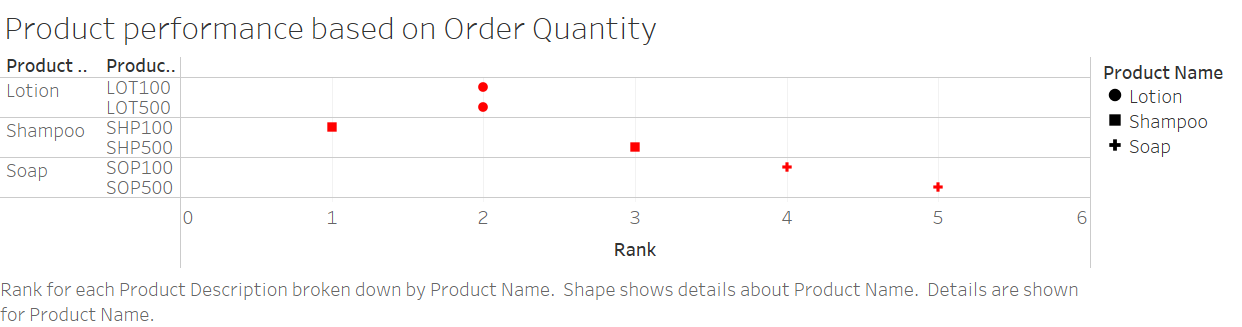 Product performance based on Order Quantity
Product .. Produc..
Lotion LOT100
LOT500
Shampoo SHP100
SHP500
Soap SOP100
SOP500
0 1 2 3 4 5 6
Rank
Product Name
Lotion
Shampoo
Soap
Rank for each Product Description broken down by Product Name. Shape shows details about Product Name. Details are shown
for Product Name.